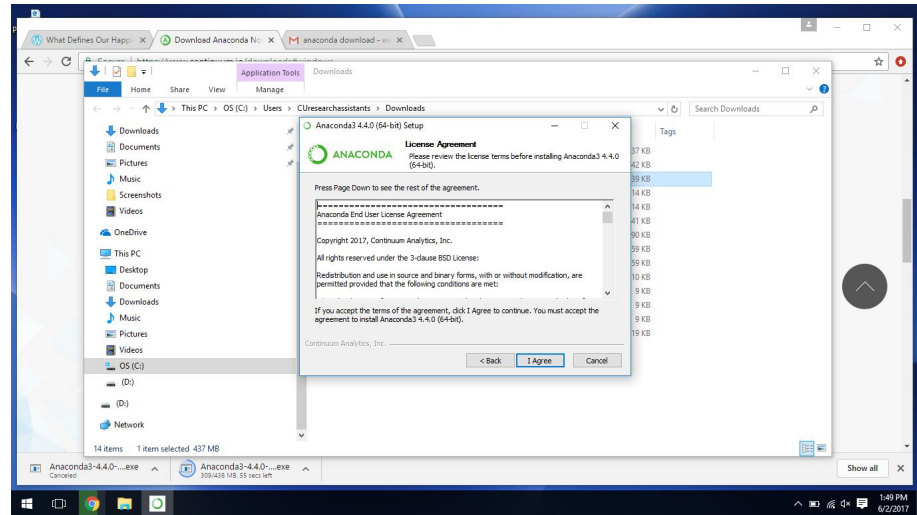 What Defines Our Happi
Download Anaconda No
anaconda download - w
Application Tools
Downloads
File
Home
Share
View
Manage
This PC > OS (C:) > Users > CUresearchassistants > Downloads
Search Downloads
Downloads
Documents
Pictures
Music
Screenshots
Videos
OneDrive
This PC
Desktop
Documents
Downloads
Music
Pictures
Videos
OS (C:)
(D:)
(D:)
Network
Tags
37 KB
42 KB
39 KB
14 KB
14 KB
41 KB
90 KB
59 KB
59 KB
10 KB
9 KB
9 KB
9 KB
19 KB
Anaconda3 4.4.0 (64-bit) Setup
ANACONDA
License Agreement
Please review the license terms before installing Anaconda3 4.4.0
(64-bit).
Press Page Down to see the rest of the agreement.
===================================
Anaconda End User License Agreement
===================================
Copyright 2017, Continuum Analytics, Inc.
All rights reserved under the 3-clause BSD License:
Redistribution and use in source and binary forms, with or without modification, are
permitted provided that the following conditions are met:
If you accept the terms of the agreement, click I Agree to continue. You must accept the
agreement to install Anaconda3 4.4.0 (64-bit).
Continuum Analytics, Inc.
< Back
I Agree
Cancel
14 items
1 item selected 437 MB
Anaconda3-4.4.0-....exe
Canceled
Anaconda3-4.4.0-....exe
309/438 MB, 55 secs left
Show all
1:49 PM
6/2/2017